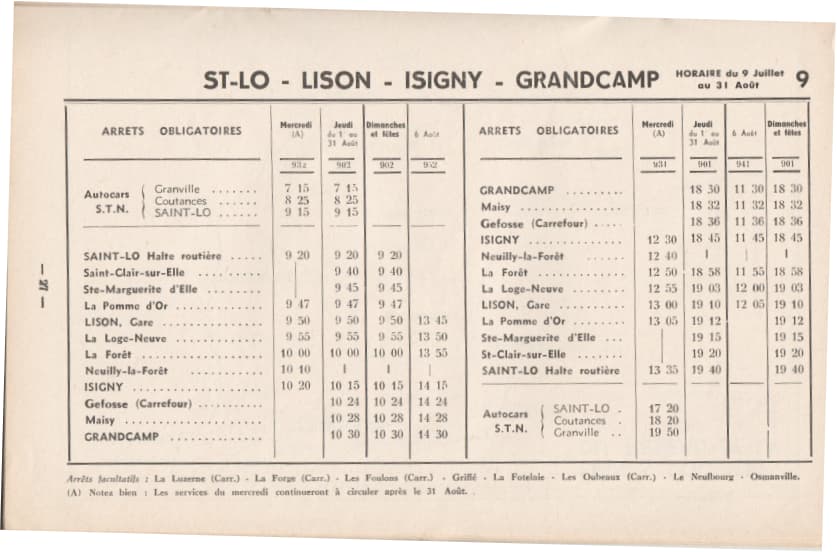 ST-LO - LISON - ISIGNY - GRANDCAMP HORAIRE du 9 Juillet au 31 Août 9
ARRETS OBLIGATOIRES Mercredi (A) Jeudi du 1 au 31 Août Dimanches et fêtes 6 Août
932 902 902 952
Autocars S.T.N.
Granville ...... 7 15 7 15
Coutances ...... 8 25 8 25
SAINT-LO ...... 9 15 9 15
SAINT-LO Halte routière ..... 9 20 9 20 9 20
Saint-Clair-sur-Elle ......... | 9 40 9 40
Ste-Marguerite d'Elle ........ | 9 45 9 45
La Pomme d'Or .............. 9 47 9 47 9 47
LISON, Gare ............... 9 50 9 50 9 50 13 45
La Loge-Neuve ............. 9 55 9 55 9 55 13 50
La Forêt .................. 10 00 10 00 10 00 13 55
Neuilly-la-Forêt ............ 10 10 | | |
ISIGNY ................... 10 20 10 15 10 15 14 15
Gefosse (Carrefour) .......... 10 24 10 24 14 24
Maisy .................... 10 28 10 28 14 28
GRANDCAMP ............. 10 30 10 30 14 30
ARRETS OBLIGATOIRES Mercredi (A) Jeudi du 1 au 31 Août 6 Août Dimanches et fêtes
931 901 941 901
GRANDCAMP ......... 18 30 11 30 18 30
Maisy ................ 18 32 11 32 18 32
Gefosse (Carrefour) ..... 18 36 11 36 18 36
ISIGNY .............. 12 30 18 45 11 45 18 45
Neuilly-la-Forêt ....... 12 40 | | |
La Forêt ............. 12 50 18 58 11 55 18 58
La Loge-Neuve ........ 12 55 19 03 12 00 19 03
LISON, Gare .......... 13 00 19 10 12 05 19 10
La Pomme d'Or ........ 13 05 19 12 19 12
Ste-Marguerite d'Elle ... | 19 15 19 15
St-Clair-sur-Elle ....... | 19 20 19 20
SAINT-LO Halte routière 13 35 19 40 19 40
Autocars S.T.N.
SAINT-LO . 17 20
Coutances . 18 20
Granville .. 19 50
Arrêts facultatifs : La Luzerne (Carr.) - La Forge (Carr.) - Les Foulons (Carr.) - Griffé - La Fotelaie - Les Oubeaux (Carr.) - Le Neufbourg - Osmanville.
(A) Notez bien : Les services du mercredi continueront à circuler après le 31 Août.